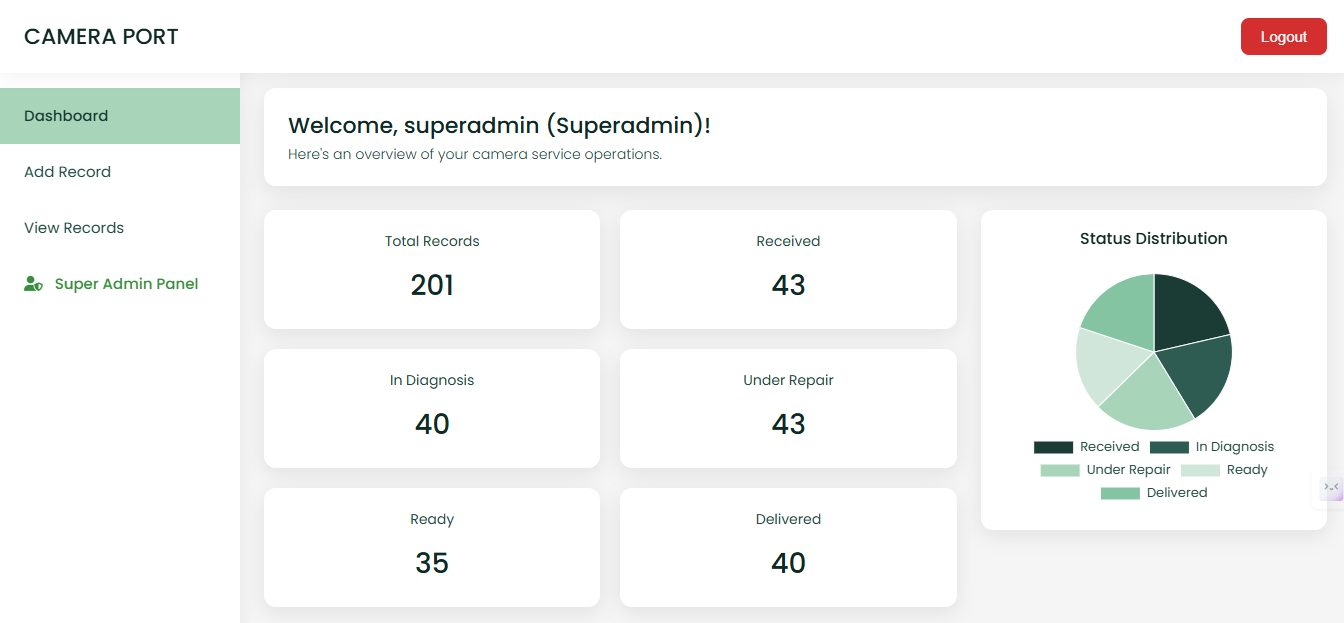 CAMERA PORT
Logout
Dashboard
Add Record
View Records
Super Admin Panel
Welcome, superadmin (Superadmin)!
Here's an overview of your camera service operations.
Total Records
201
Received
43
In Diagnosis
40
Under Repair
43
Ready
35
Delivered
40
Status Distribution
Received In Diagnosis
Under Repair Ready
Delivered